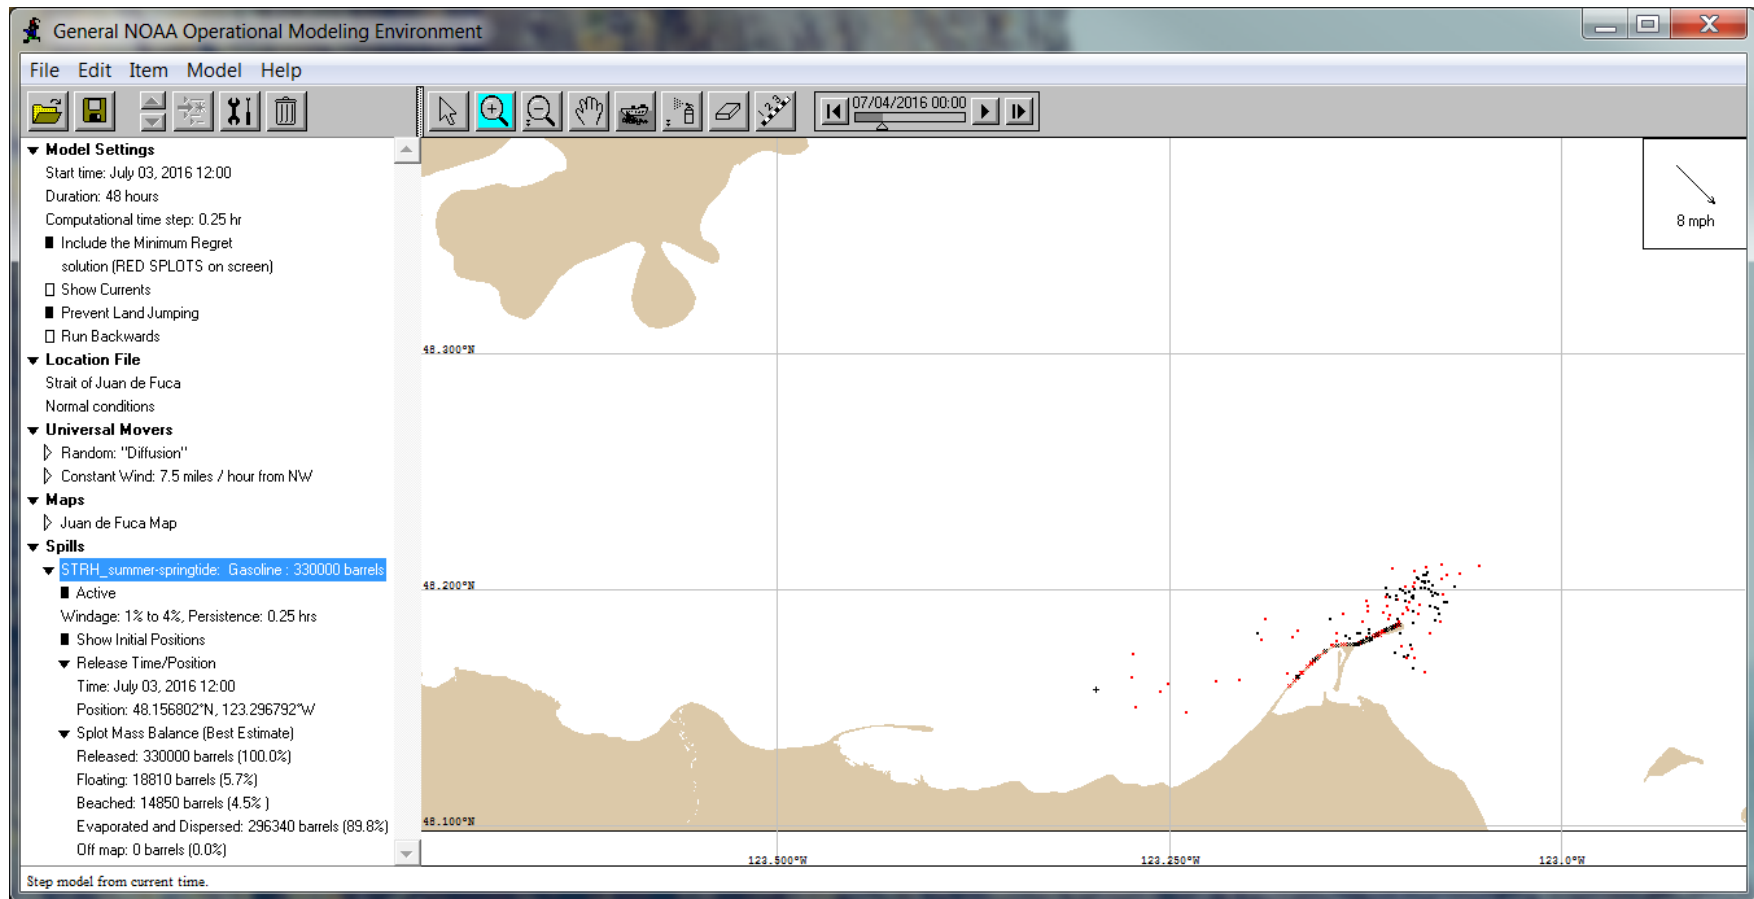 General NOAA Operational Modeling Environment
File Edit Item Model Help
07/04/2016 00:00
Model Settings
Start time: July 03, 2016 12:00
Duration: 48 hours
Computational time step: 0.25 hr
Include the Minimum Regret
solution (RED SPLOTS on screen)
Show Currents
Prevent Land Jumping
Run Backwards
Location File
Strait of Juan de Fuca
Normal conditions
Universal Movers
Random: "Diffusion"
Constant Wind: 7.5 miles / hour from NW
Maps
Juan de Fuca Map
Spills
STRH_summer-springtide: Gasoline : 330000 barrels
Active
Windage: 1% to 4%, Persistence: 0.25 hrs
Show Initial Positions
Release Time/Position
Time: July 03, 2016 12:00
Position: 48.156802°N, 123.296792°W
Splot Mass Balance (Best Estimate)
Released: 330000 barrels (100.0%)
Floating: 18810 barrels (5.7%)
Beached: 14850 barrels (4.5% )
Evaporated and Dispersed: 296340 barrels (89.8%)
Off map: 0 barrels (0.0%)
8 mph
48.300°N
48.200°N
48.100°N
123.500°W
123.250°W
123.0°W
Step model from current time.